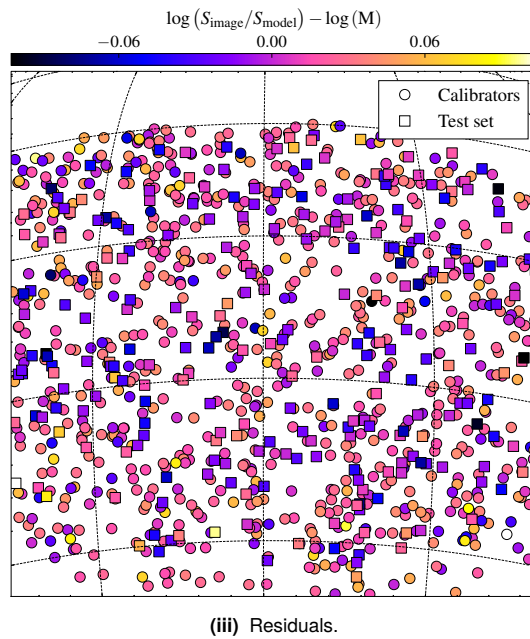 log (S_image/S_model) − log (M)
−0.06 0.00 0.06
Calibrators
Test set
(iii) Residuals.